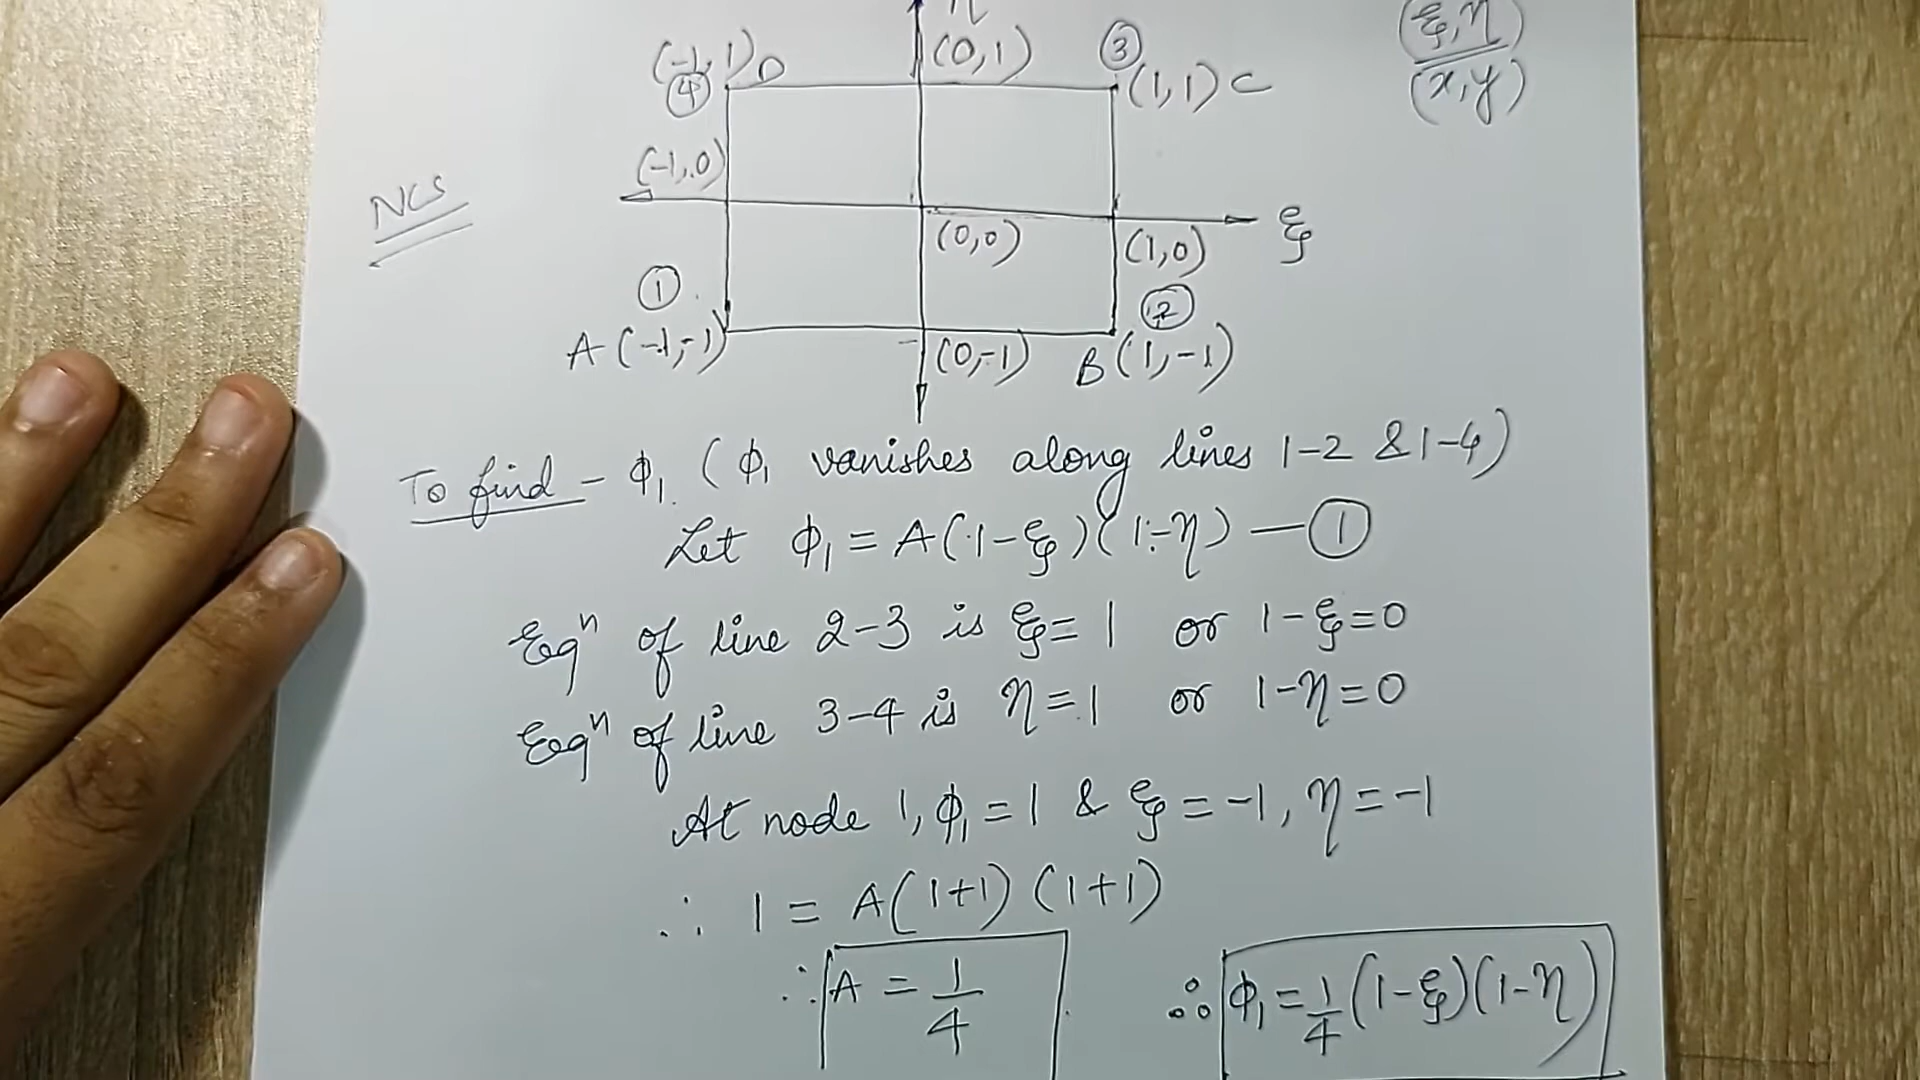 η
(-1, 1) D
④
(0, 1)
③
(1, 1) C
(ξ, η)
(x, y)
NCS
(-1, 0)
(0, 0)
(1, 0)
ξ
①
A (-1, -1)
(0, -1)
②
B (1, -1)
To find - ϕ₁ (ϕ₁ vanishes along lines 1-2 & 1-4)
Let ϕ₁ = A(1-ξ)(1-η) — ①
Eqⁿ of line 2-3 is ξ = 1 or 1-ξ=0
Eqⁿ of line 3-4 is η = 1 or 1-η=0
At node 1, ϕ₁ = 1 & ξ = -1, η = -1
∴ 1 = A(1+1) (1+1)
∴ A = 1/4 ∴ ϕ₁ = 1/4 (1-ξ)(1-η)